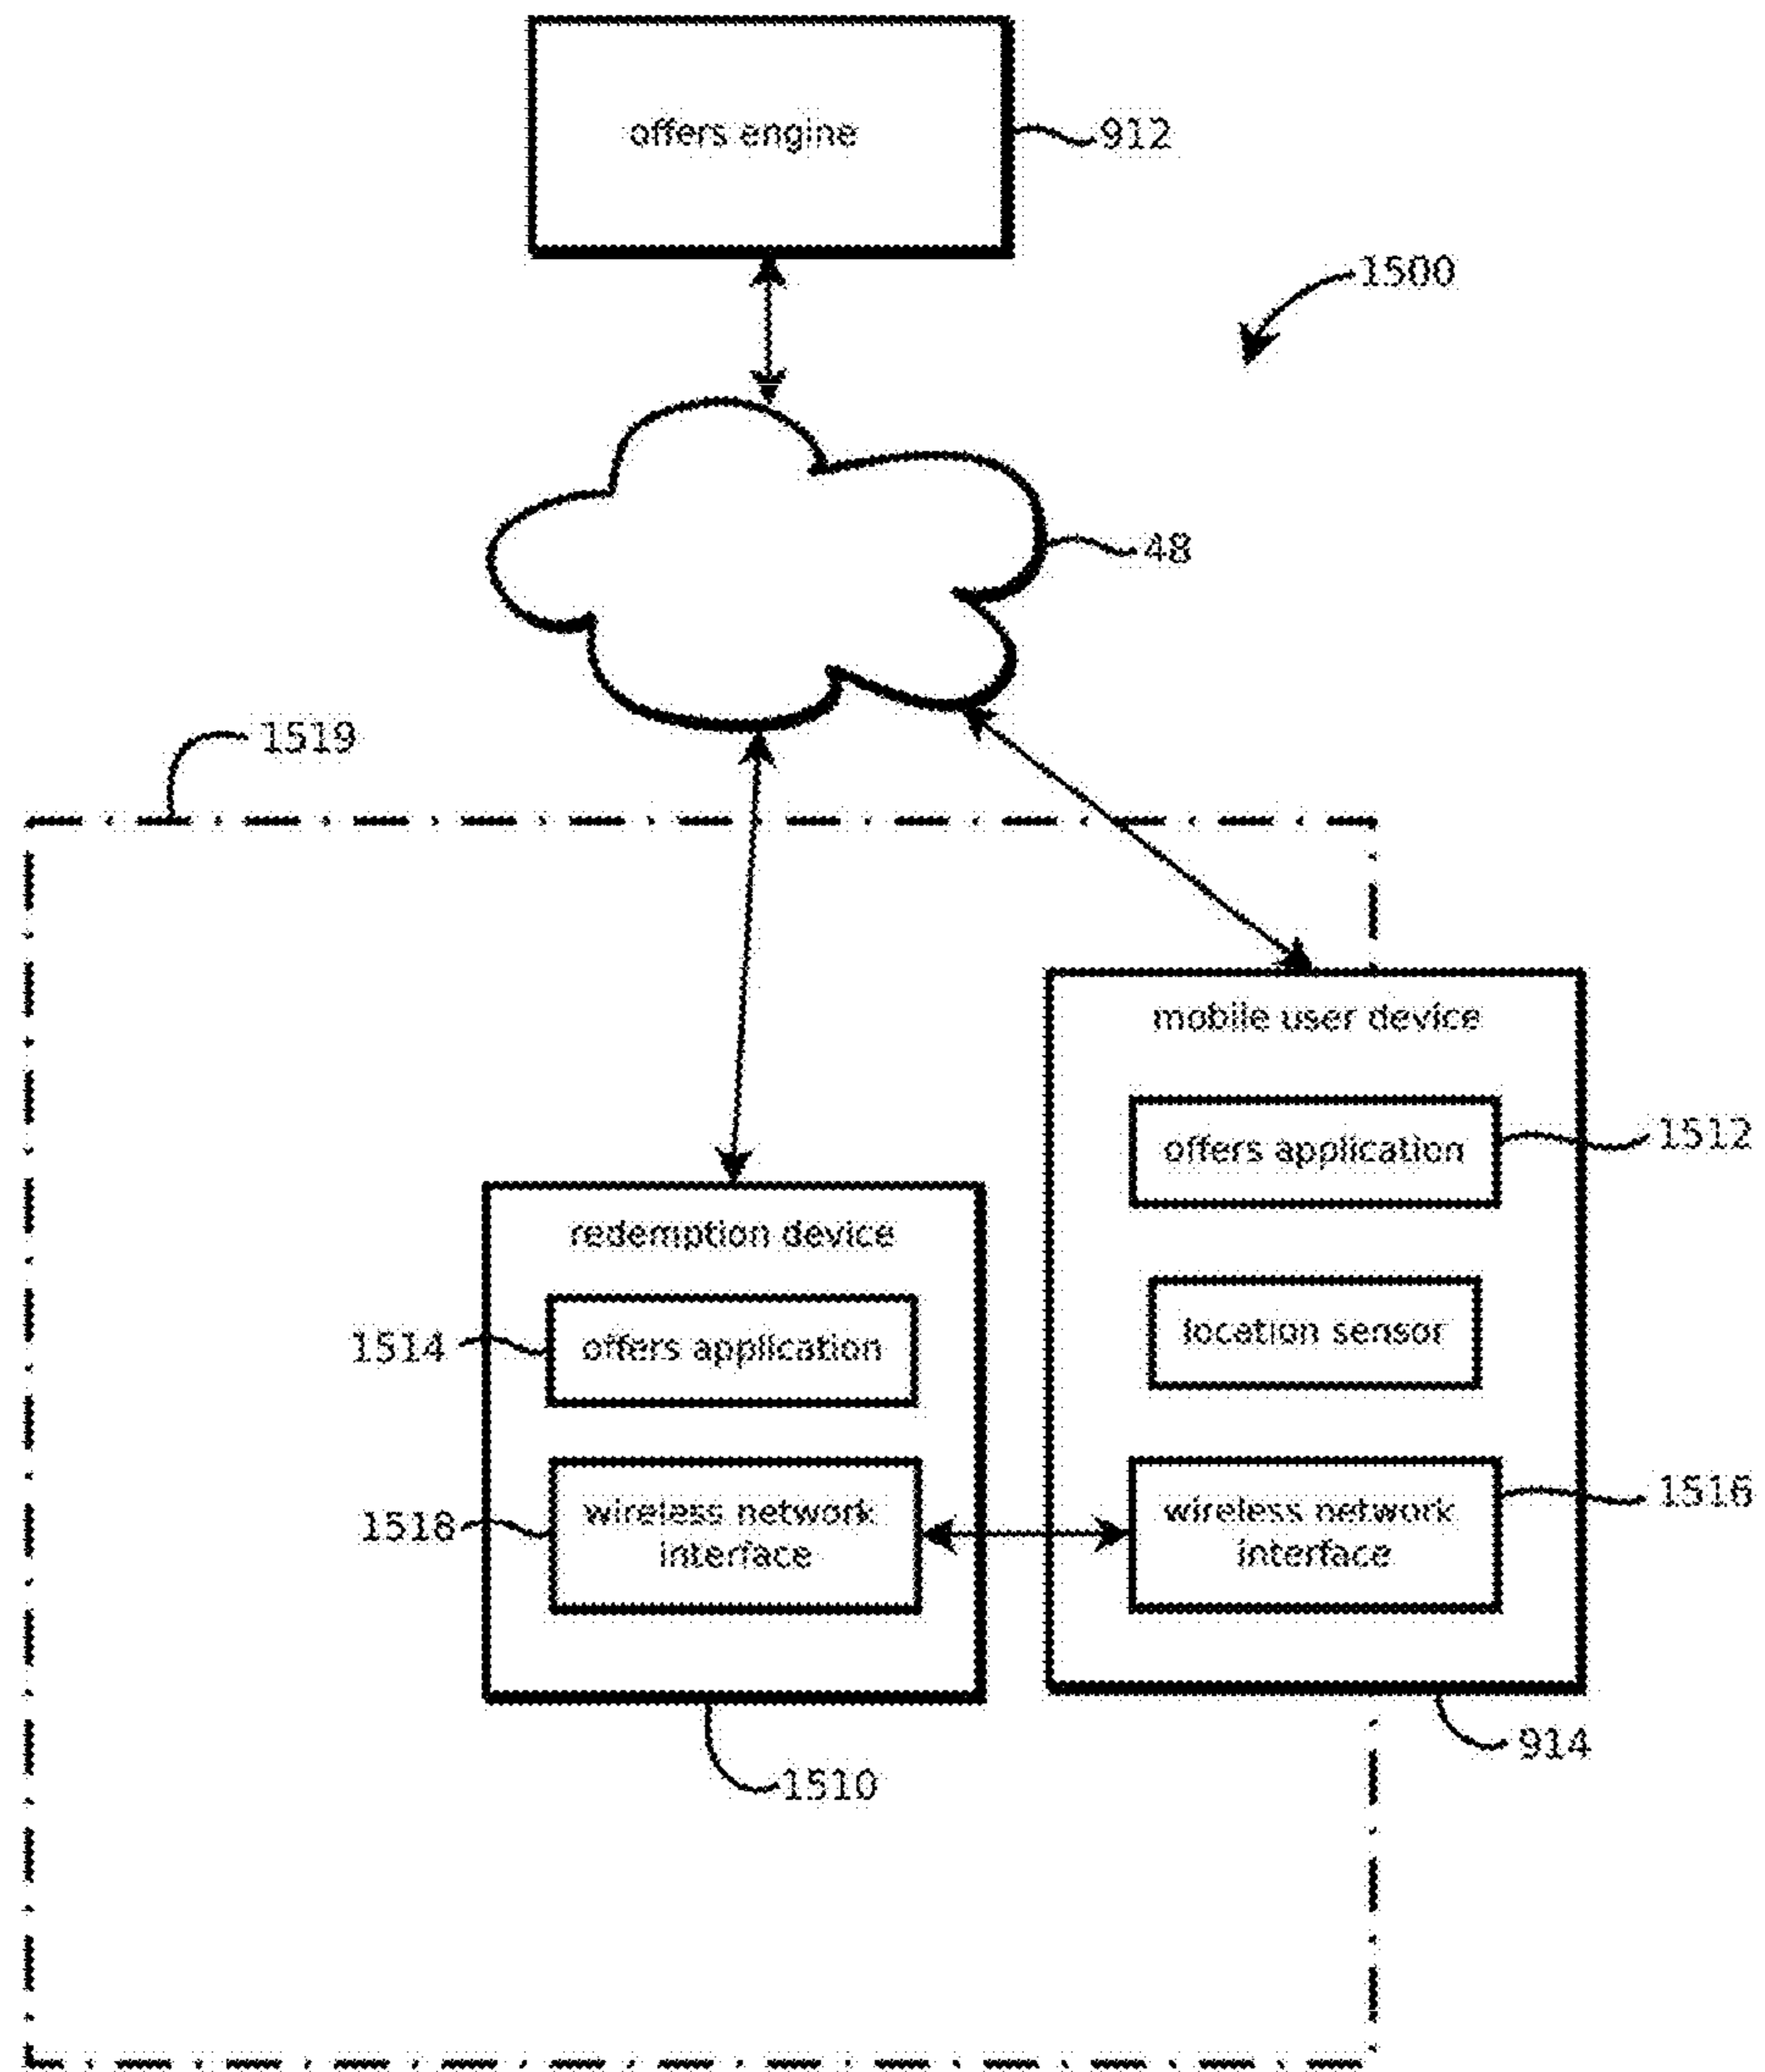 offers engine
912
1500
48
1519
mobile user device
offers application
1512
redemption device
location sensor
1514
offers application
1518
wireless network
interface
wireless network
interface
1516
914
1510